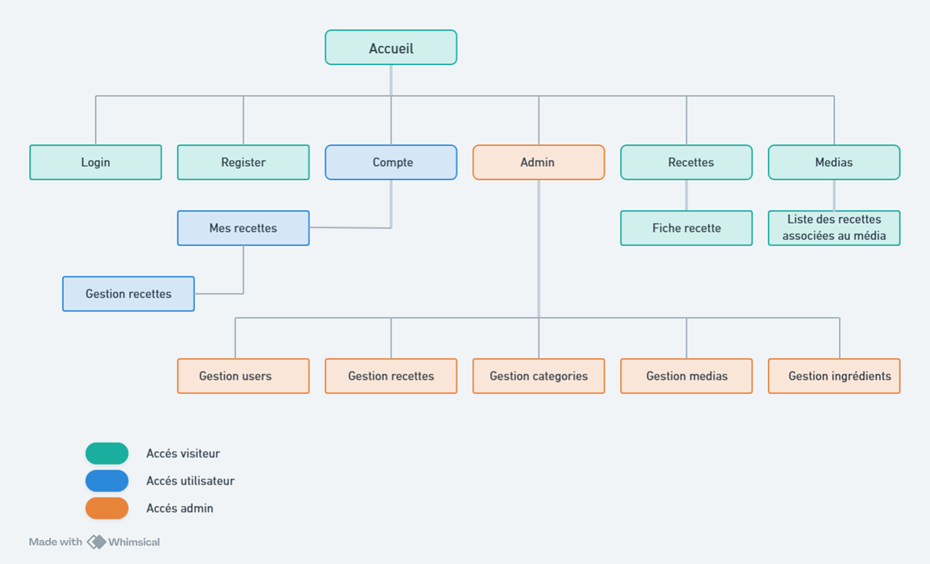 Accueil
Login
Register
Compte
Admin
Recettes
Medias
Mes recettes
Fiche recette
Liste des recettes
associées au média
Gestion recettes
Gestion users
Gestion recettes
Gestion categories
Gestion medias
Gestion ingrédients
Accés visiteur
Accés utilisateur
Accés admin
Made with Whimsical